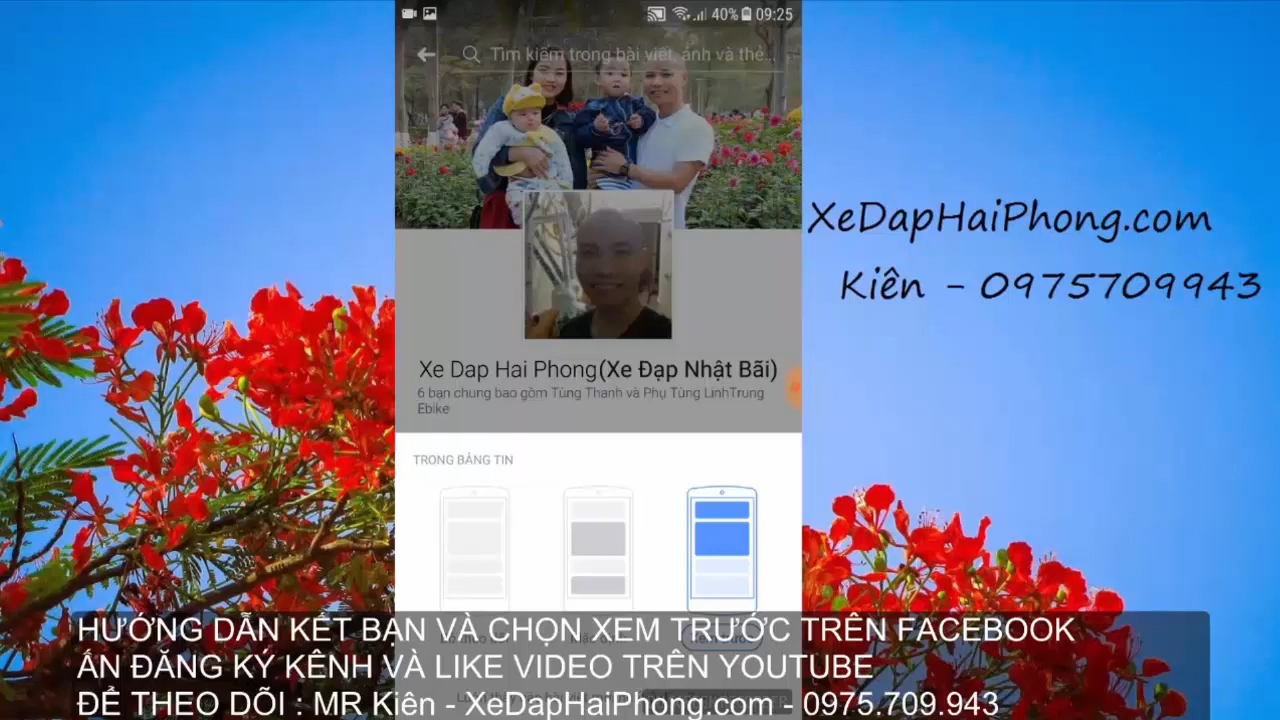 40% 09:25
Tìm kiếm trong bài viết, ảnh và thẻ...
XeDapHaiPhong.com
Kiên - 0975709943
Xe Dap Hai Phong(Xe Đạp Nhật Bãi)
6 bạn chung bao gồm Tùng Thanh và Phụ Tùng LinhTrung
Ebike
TRONG BẢNG TIN
HƯỚNG DẪN KẾT BẠN VÀ CHỌN XEM TRƯỚC TRÊN FACEBOOK
ẤN ĐĂNG KÝ KÊNH VÀ LIKE VIDEO TRÊN YOUTUBE
ĐỂ THEO DÕI : MR Kiên - XeDapHaiPhong.com - 0975.709.943